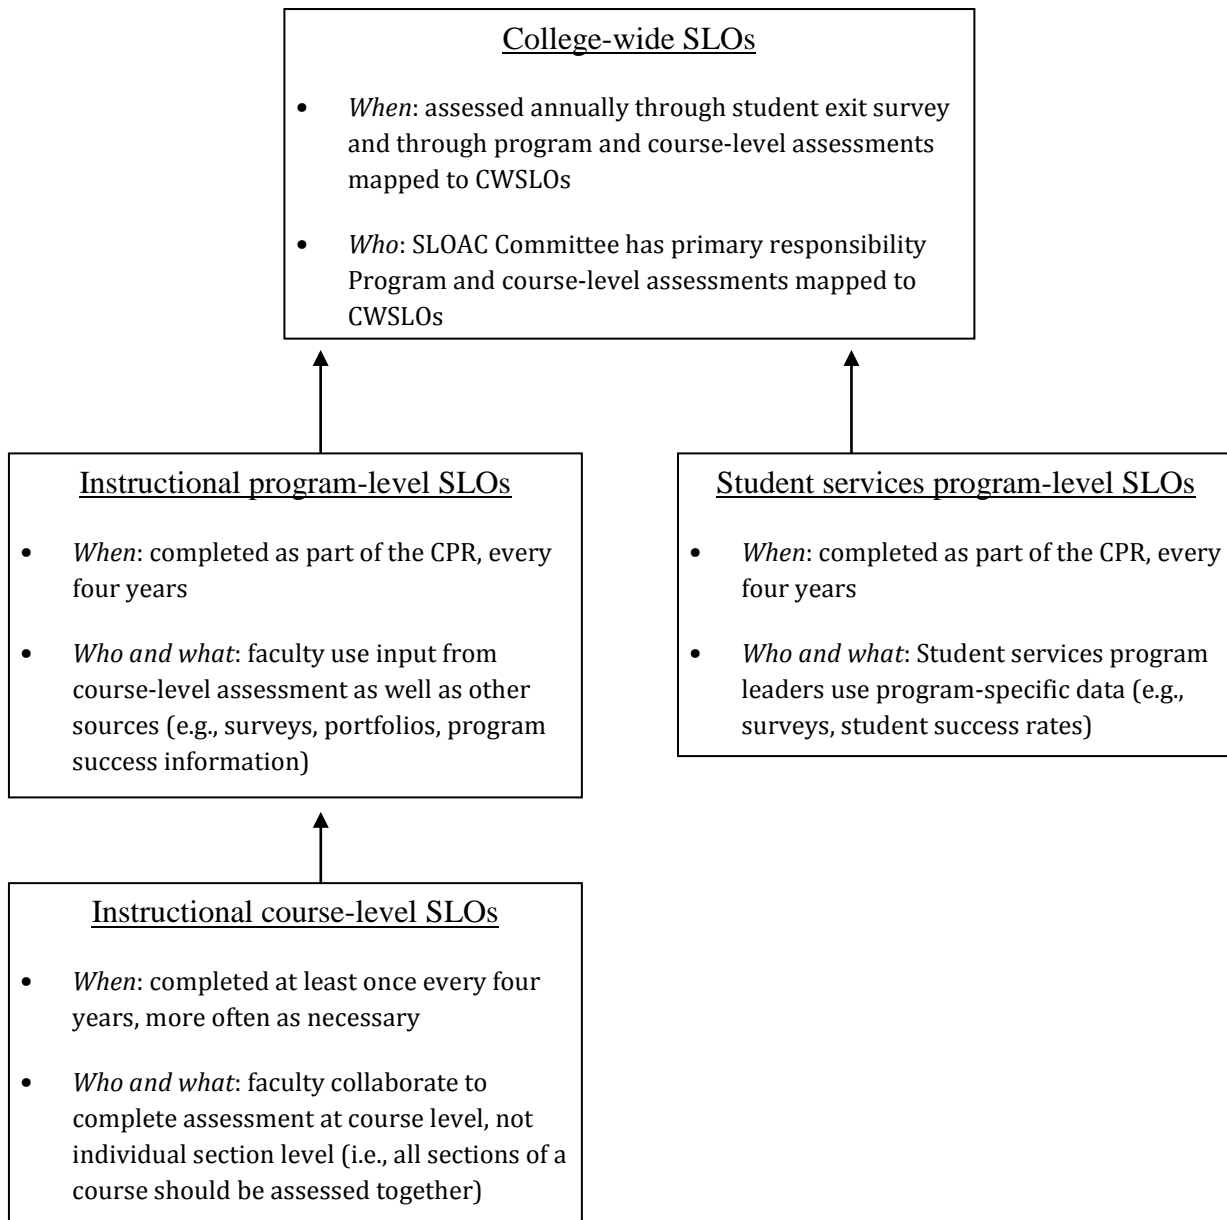 College-wide SLOs
• When: assessed annually through student exit survey
and through program and course-level assessments
mapped to CWSLOs
• Who: SLOAC Committee has primary responsibility
Program and course-level assessments mapped to
CWSLOs
Instructional program-level SLOs
• When: completed as part of the CPR, every
four years
• Who and what: faculty use input from
course-level assessment as well as other
sources (e.g., surveys, portfolios, program
success information)
Student services program-level SLOs
• When: completed as part of the CPR, every
four years
• Who and what: Student services program
leaders use program-specific data (e.g.,
surveys, student success rates)
Instructional course-level SLOs
• When: completed at least once every four
years, more often as necessary
• Who and what: faculty collaborate to
complete assessment at course level, not
individual section level (i.e., all sections of a
course should be assessed together)